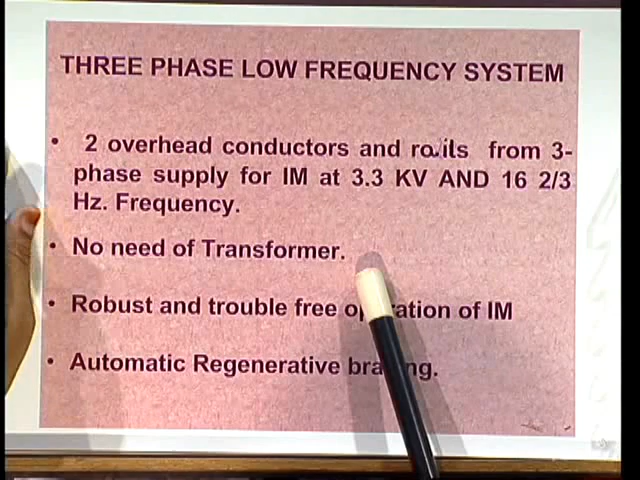 THREE PHASE LOW FREQUENCY SYSTEM
• 2 overhead conductors and rails from 3-
phase supply for IM at 3.3 KV AND 16 2/3
Hz. Frequency.
• No need of Transformer.
• Robust and trouble free of IM
• Automatic Regenerative